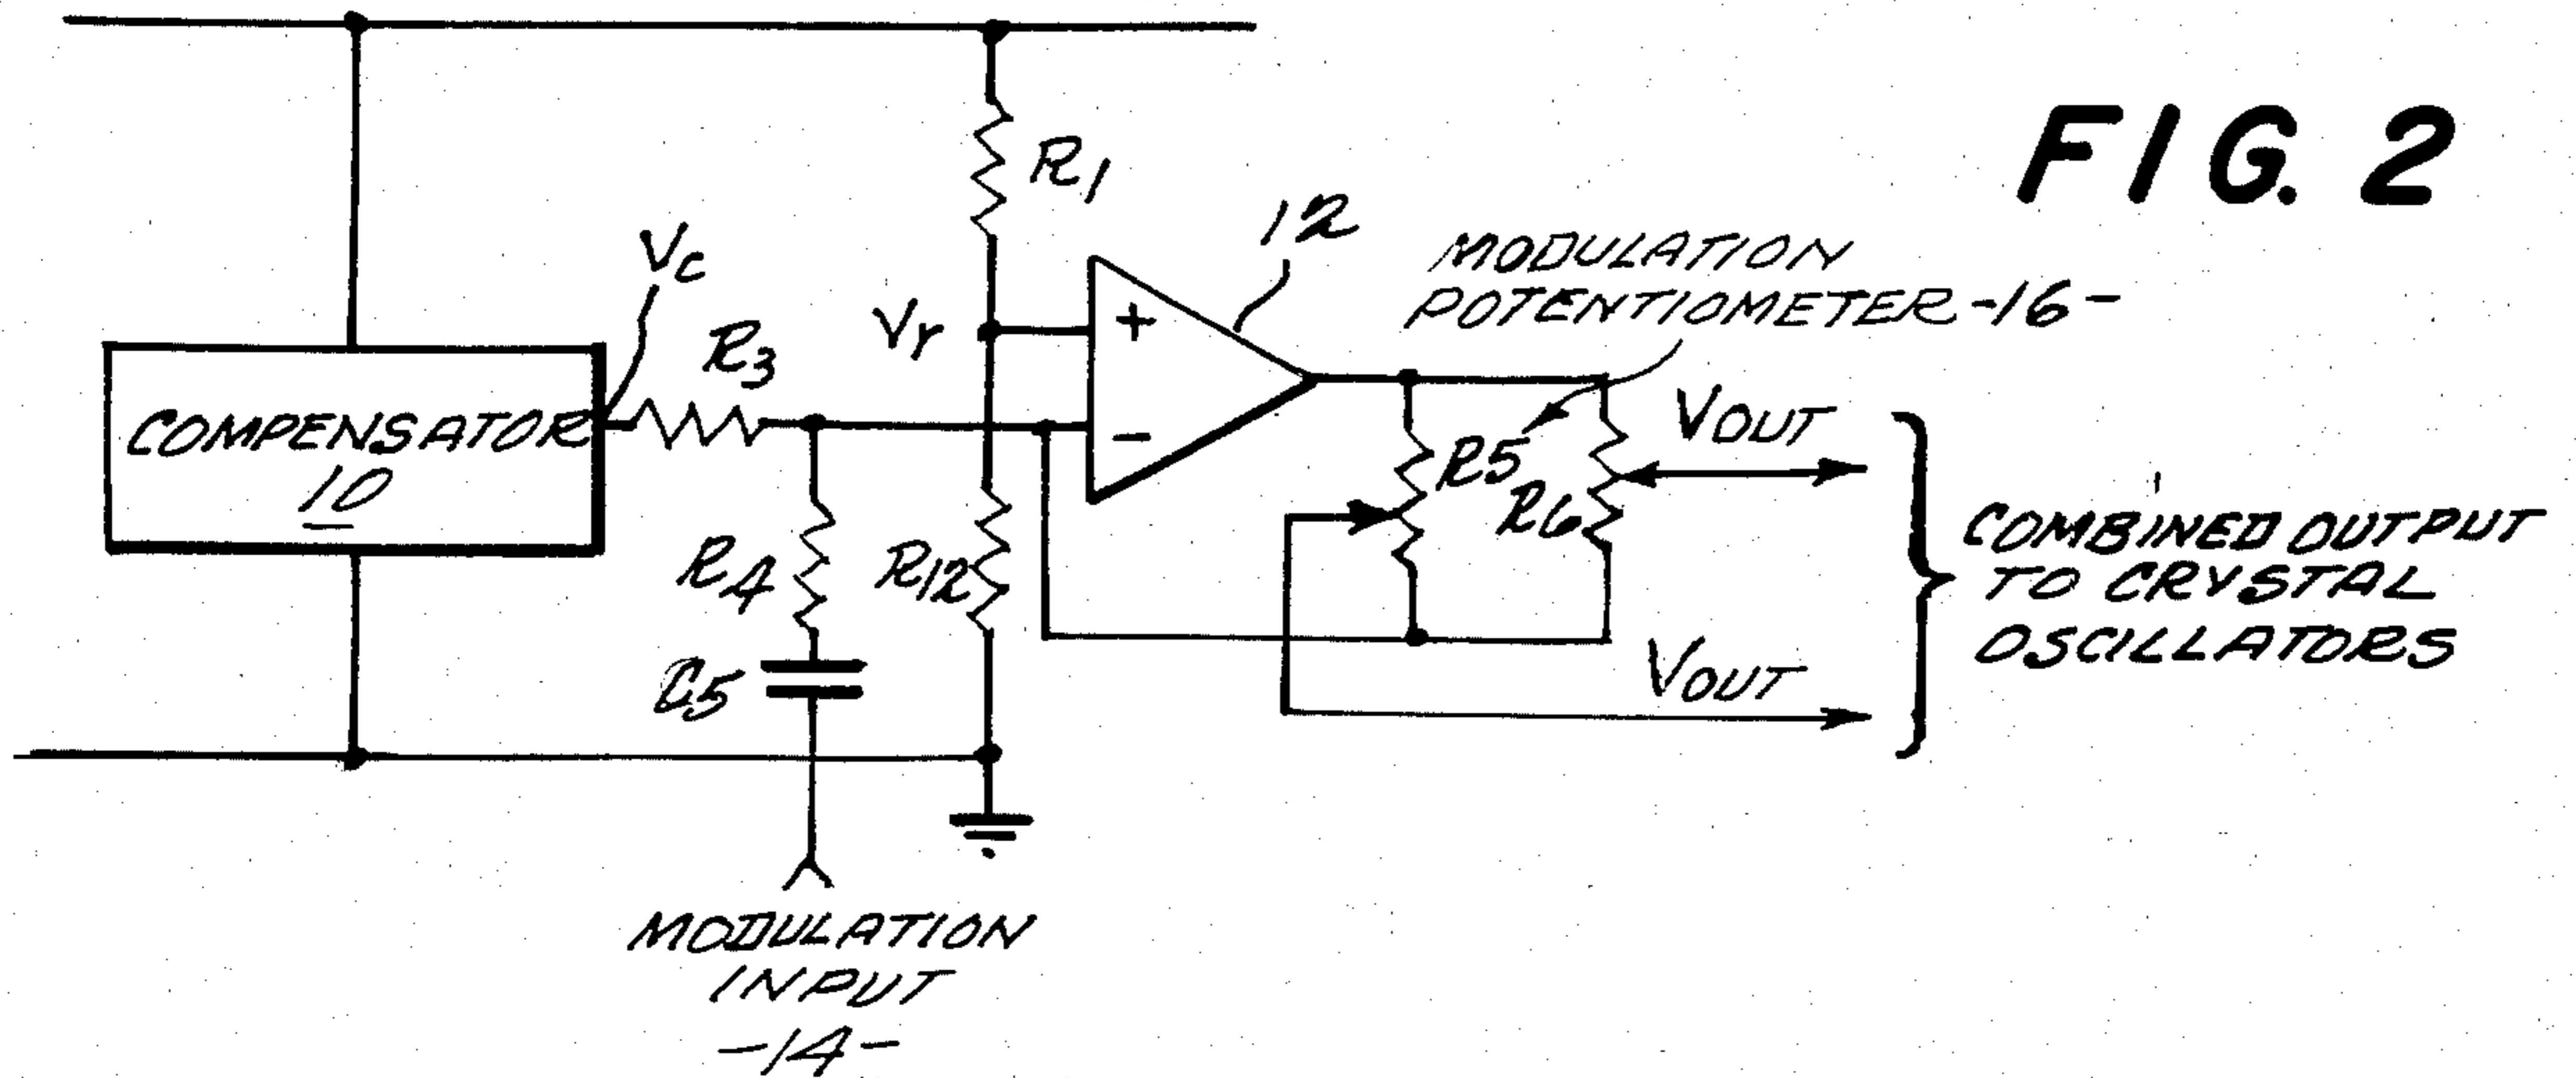 FIG. 2
R1
12
MODULATION
POTENTIOMETER -16-
Vc
R3
Vr
+
-
COMPENSATOR
10
R5
R6
VOUT
R4
R12
C5
VOUT
COMBINED OUTPUT
TO CRYSTAL
OSCILLATORS
MODULATION
INPUT
-14-